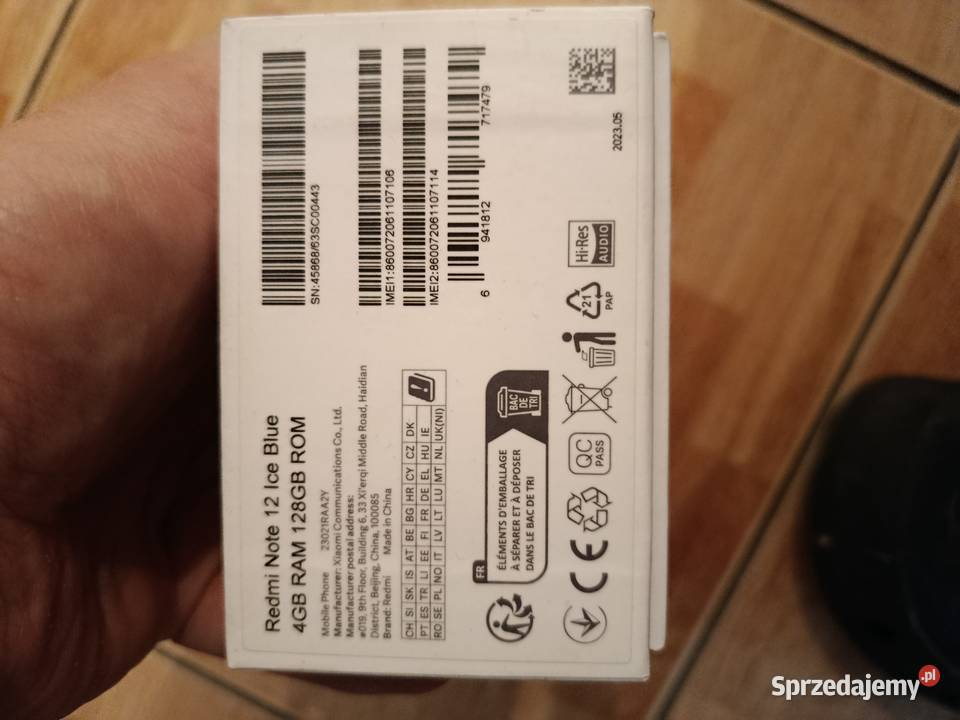 Redmi Note 12 Ice Blue
4GB RAM 128GB ROM
Mobile Phone 23021RAA2Y
Manufacturer: Xiaomi Communications Co., Ltd.
Manufacturer postal address:
#019, 9th Floor, Building 6, 33 Xi'erqi Middle Road, Haidian
District, Beijing, China, 100085
Brand: Redmi Made in China
CH SI SK IS AT BE BG HR CY CZ DK
PT ES TR LI EE FI FR DE EL HU IE
RO SE PL NO IT LV LT LU MT NL UK(NI)
SN:45868/63SC00443
IMEI1:860072061107106
IMEI2:860072061107114
6 941812 717479
FR
ÉLÉMENTS D'EMBALLAGE
À SÉPARER ET À DÉPOSER
DANS LE BAC DE TRI
BAC
DE
TRI
CE
QC
PASS
21
PAP
Hi-Res
AUDIO
2023.05
Sprzedajemy.pl